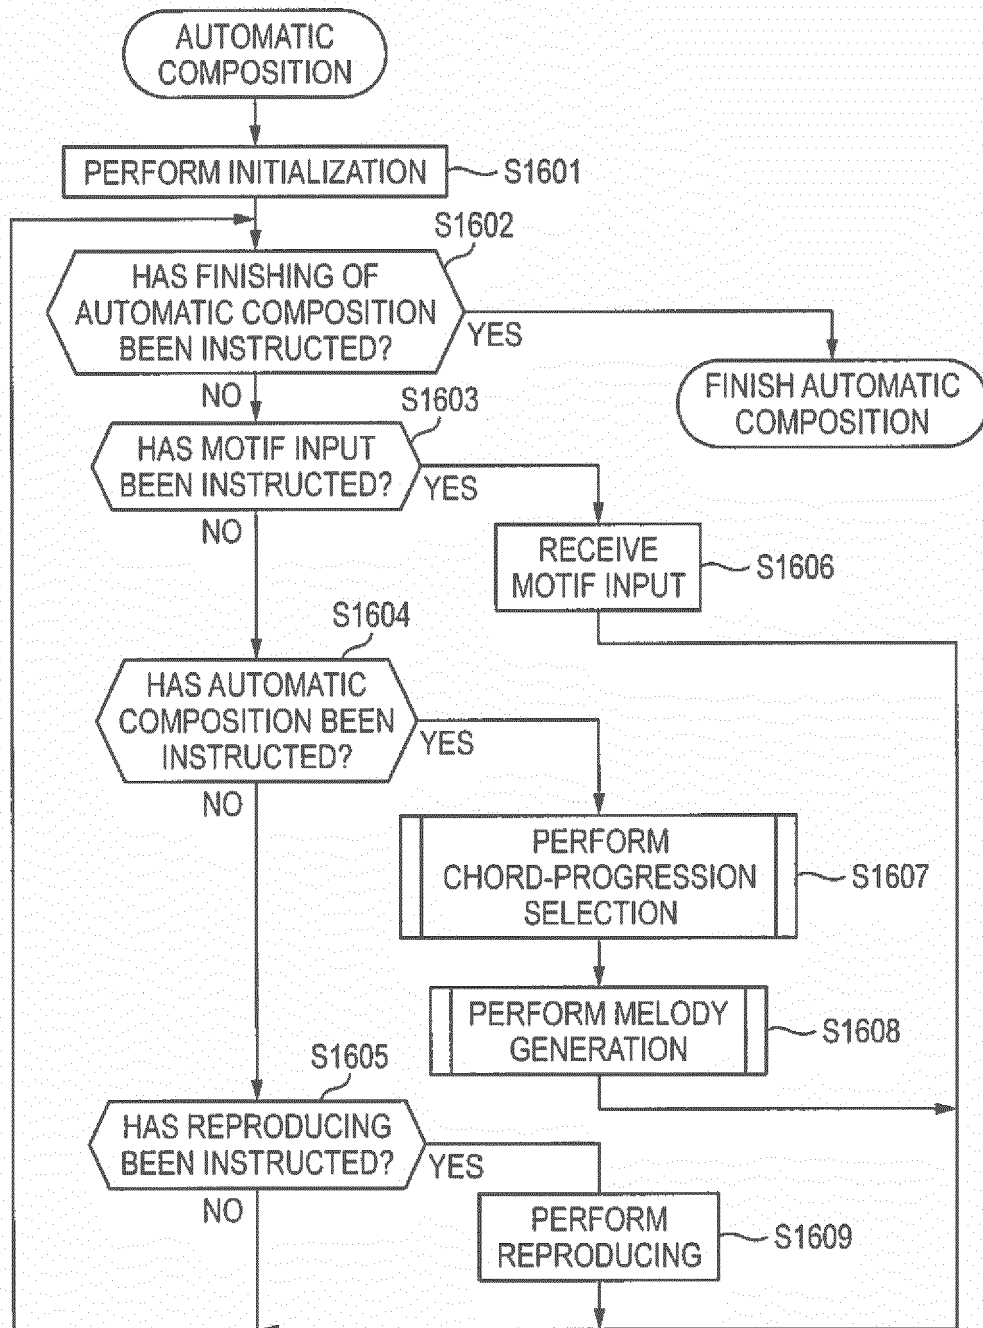 AUTOMATIC
COMPOSITION
PERFORM INITIALIZATION
S1601
S1602
HAS FINISHING OF
AUTOMATIC COMPOSITION
BEEN INSTRUCTED?
YES
NO
FINISH AUTOMATIC
COMPOSITION
S1603
HAS MOTIF INPUT
BEEN INSTRUCTED?
YES
NO
RECEIVE
MOTIF INPUT
S1606
S1604
HAS AUTOMATIC
COMPOSITION BEEN
INSTRUCTED?
YES
NO
PERFORM
CHORD-PROGRESSION
SELECTION
S1607
PERFORM MELODY
GENERATION
S1608
S1605
HAS REPRODUCING
BEEN INSTRUCTED?
YES
NO
PERFORM
REPRODUCING
S1609